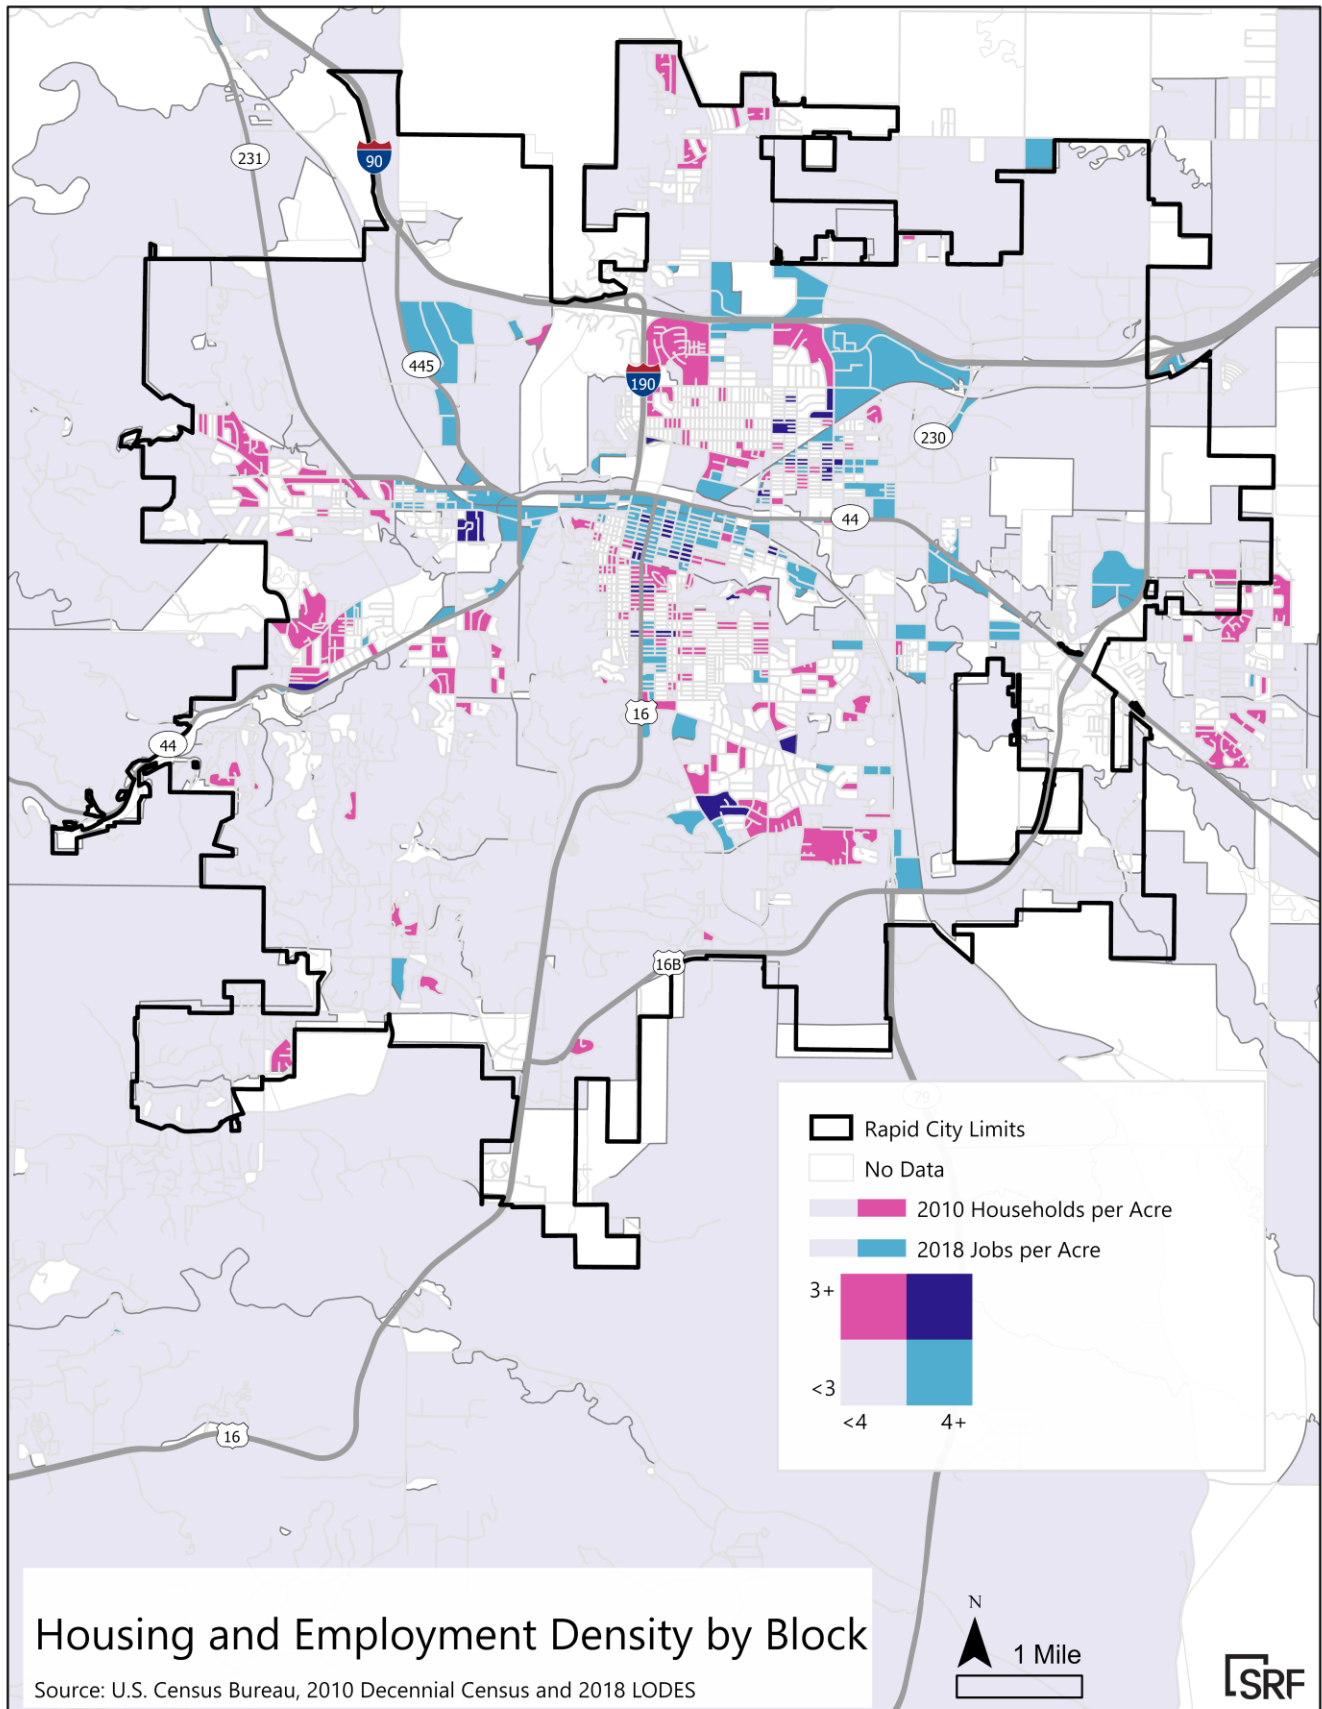 231
90
445
190
230
44
16
44
16B
79
Rapid City Limits
No Data
2010 Households per Acre
2018 Jobs per Acre
3+
<3
<4 4+
16
Housing and Employment Density by Block
Source: U.S. Census Bureau, 2010 Decennial Census and 2018 LODES
N
1 Mile
SRF